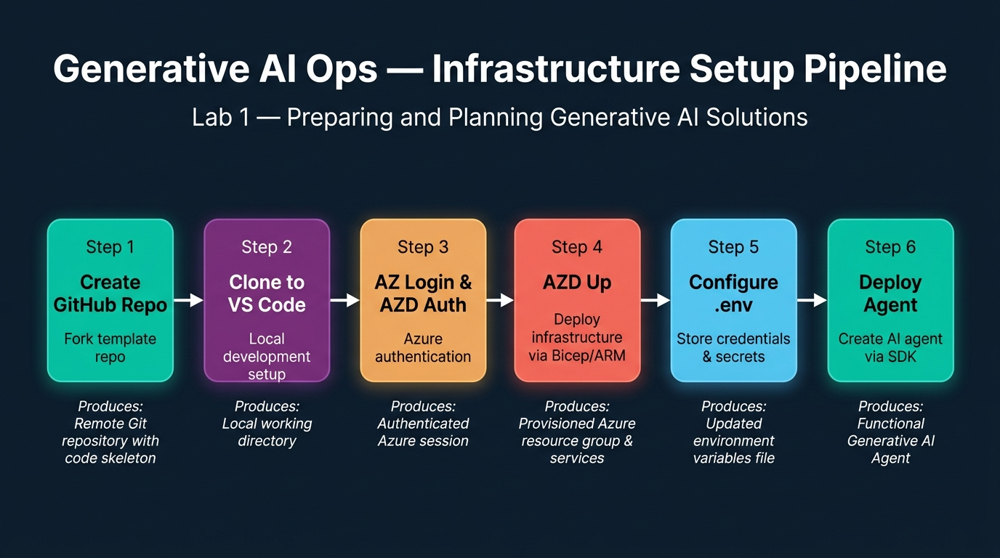 Generative AI Ops — Infrastructure Setup Pipeline
Lab 1 — Preparing and Planning Generative AI Solutions
Step 1
Create
GitHub Repo
Fork template
repo
Produces:
Remote Git
repository with
code skeleton
Step 2
Clone to
VS Code
Local
development
setup
Produces:
Local working
directory
Step 3
AZ Login &
AZD Auth
Azure
authentication
Produces:
Authenticated
Azure session
Step 4
AZD Up
Deploy
infrastructure
via Bicep/ARM
Produces:
Provisioned Azure
resource group &
services
Step 5
Configure
.env
Store credentials
& secrets
Produces:
Updated
environment
variables file
Step 6
Deploy
Agent
Create AI agent
via SDK
Produces:
Functional
Generative AI
Agent